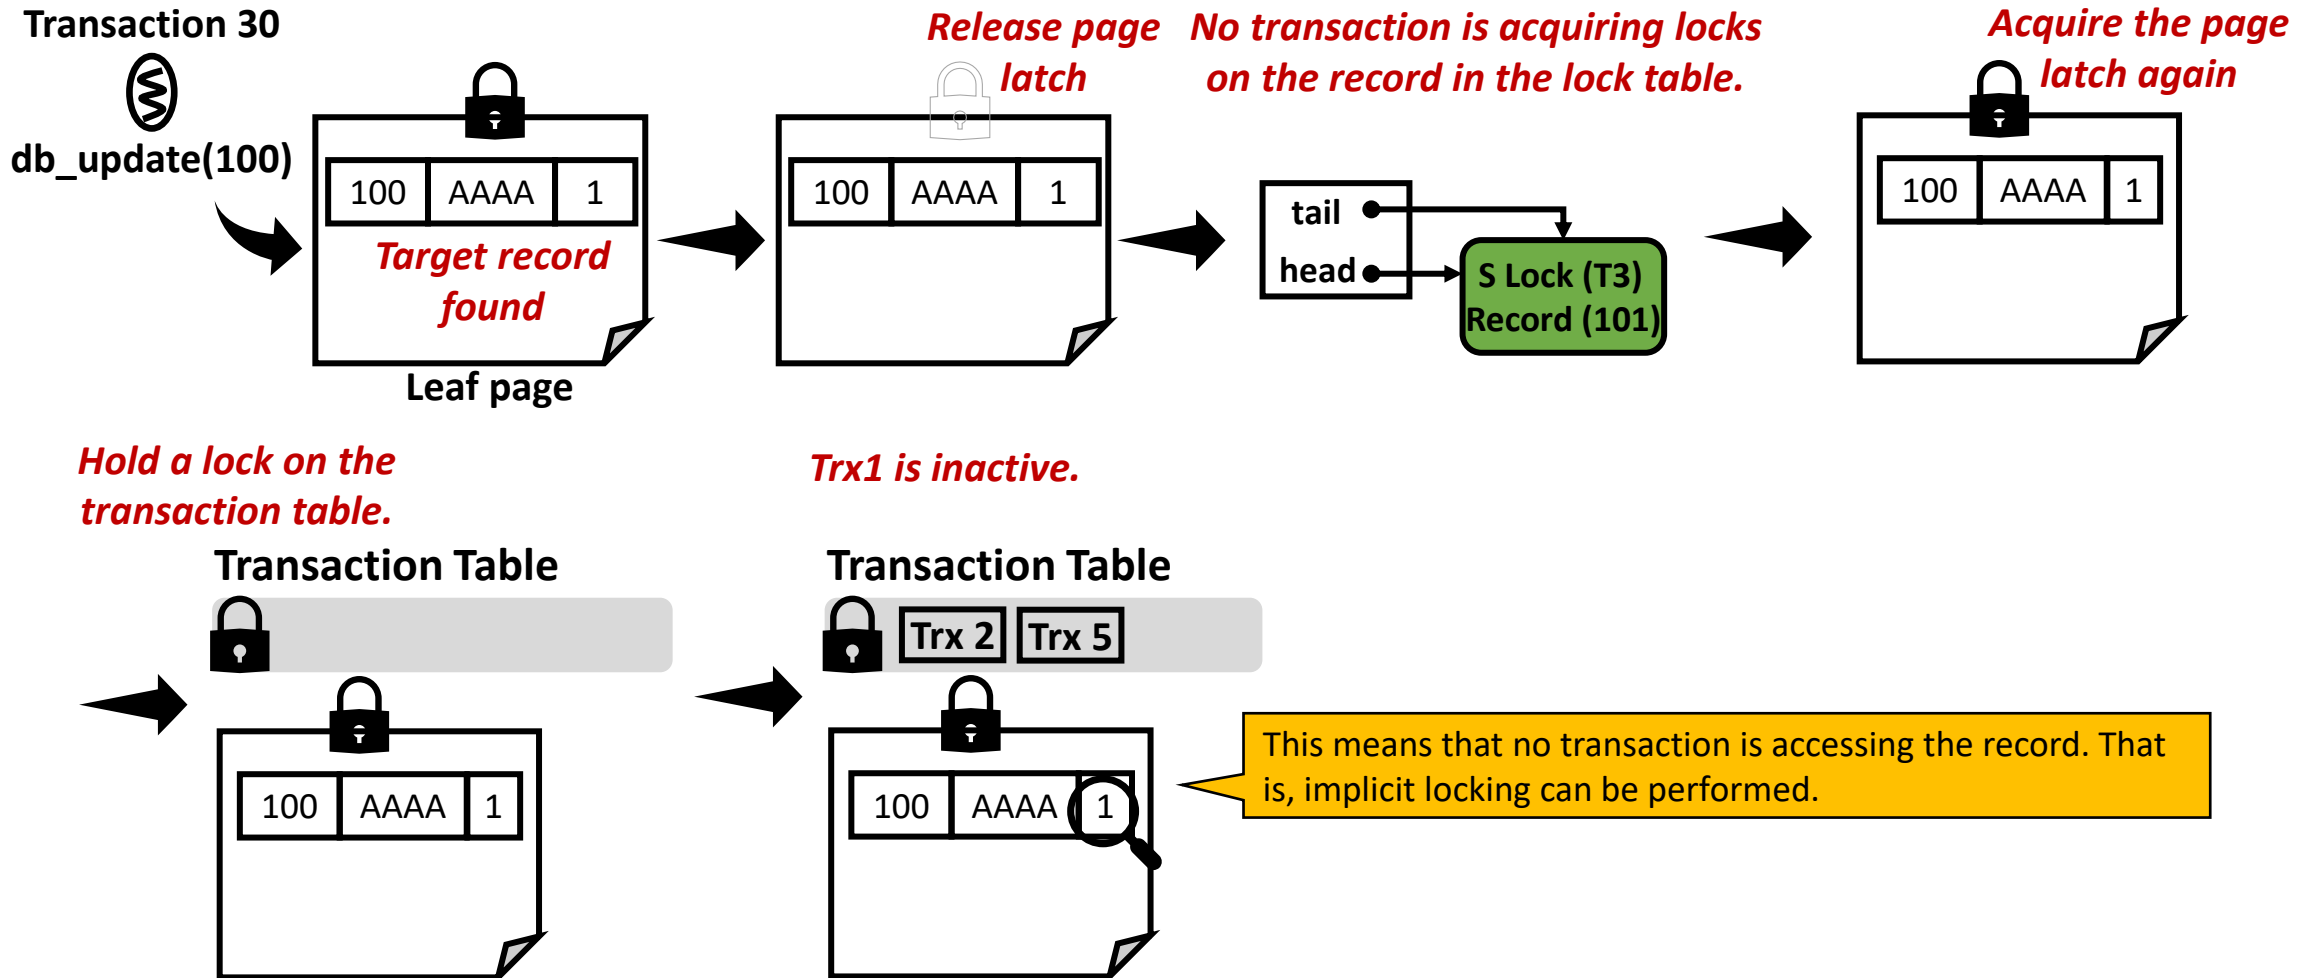 Transaction 30
db_update(100)
100 AAAA 1
Target record
found
Leaf page
Release page
latch
100 AAAA 1
No transaction is acquiring locks
on the record in the lock table.
tail
head
S Lock (T3)
Record (101)
Acquire the page
latch again
100 AAAA 1
Hold a lock on the
transaction table.
Transaction Table
100 AAAA 1
Trx1 is inactive.
Transaction Table
Trx 2 Trx 5
100 AAAA 1
This means that no transaction is accessing the record. That
is, implicit locking can be performed.